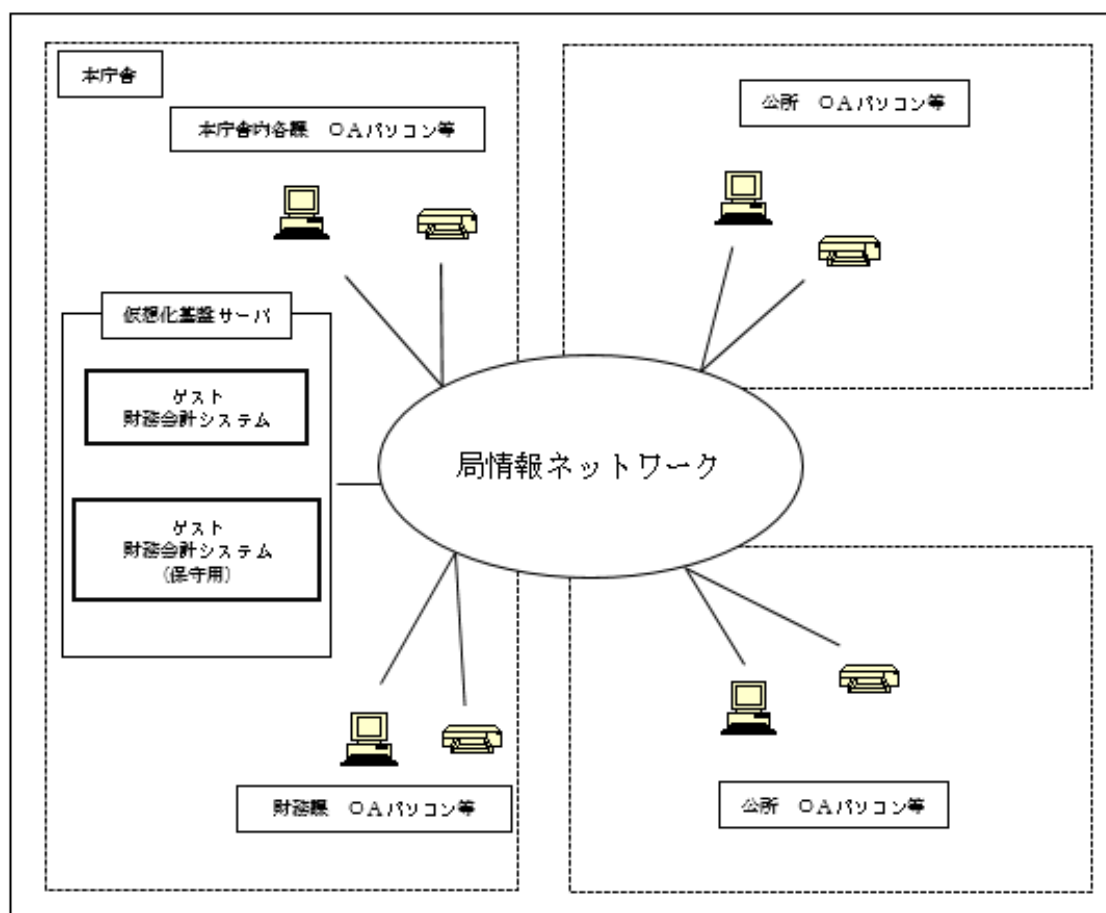 本庁舎
本庁舎内各課　OAパソコン等
公所　OAパソコン等
仮想化基盤サーバ
ゲスト
財務会計システム
局情報ネットワーク
ゲスト
財務会計システム
(保守用)
財務課　OAパソコン等
公所　OAパソコン等